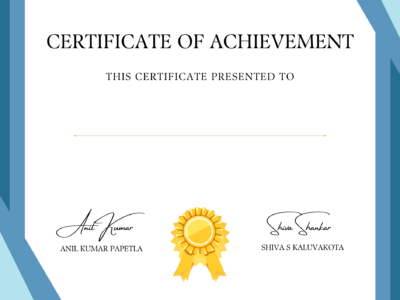 CERTIFICATE OF ACHIEVEMENT
THIS CERTIFICATE PRESENTED TO
Anil Kumar
Shiva Shankar
ANIL KUMAR PAPETLA
SHIVA S KALUVAKOTA